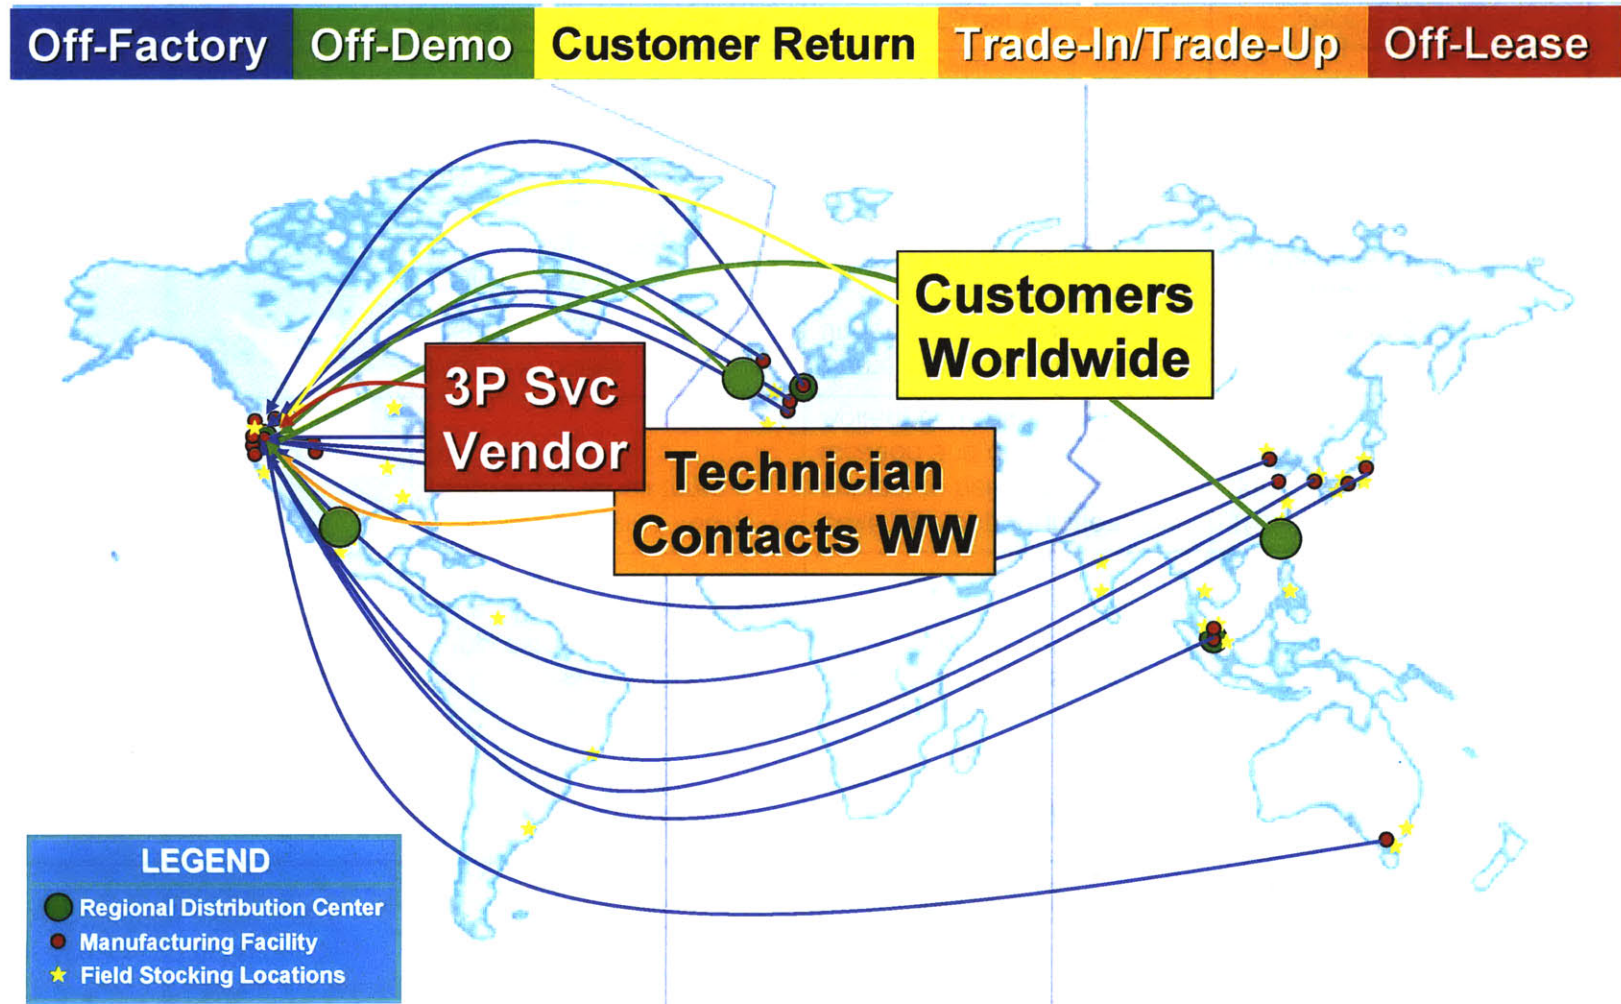 Off-Factory Off-Demo Customer Return Trade-In/Trade-Up Off-Lease
Customers
Worldwide
3P Svc
Vendor
Technician
Contacts WW
LEGEND
Regional Distribution Center
Manufacturing Facility
Field Stocking Locations